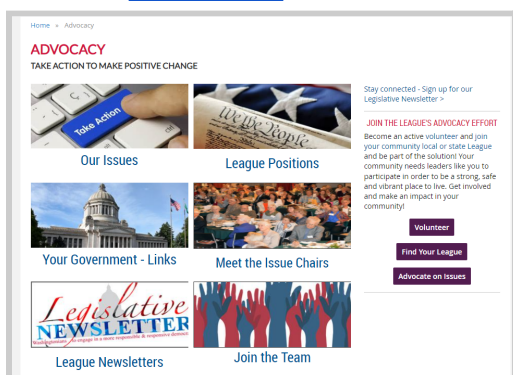 Home » Advocacy
ADVOCACY
TAKE ACTION TO MAKE POSITIVE CHANGE
Take Action
Our Issues
We the People
League Positions
Your Government - Links
Meet the Issue Chairs
Legislative
NEWSLETTER
League Newsletters
Join the Team
Stay connected - Sign up for our
Legislative Newsletter >
JOIN THE LEAGUE'S ADVOCACY EFFORT
Become an active volunteer and join
your community local or state League
and be part of the solution! Your
community needs leaders like you to
participate in order to be a strong, safe
and vibrant place to live. Get involved
and make an impact in your
community!
Volunteer
Find Your League
Advocate on Issues